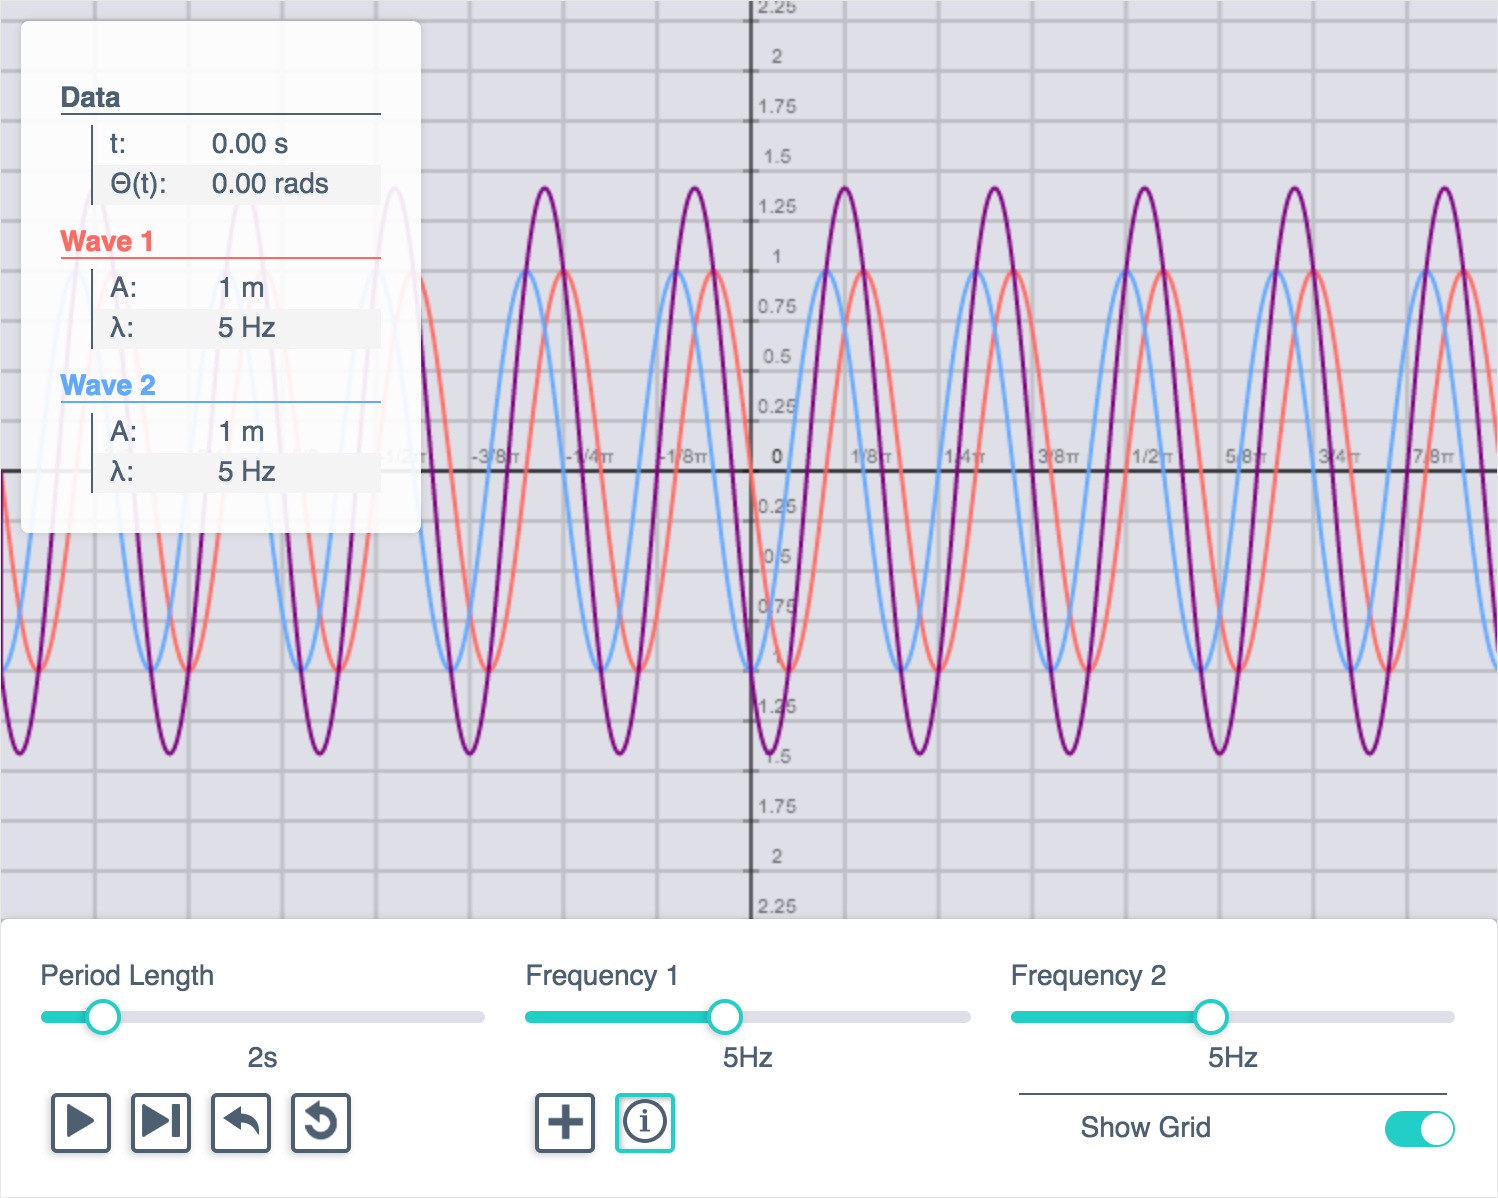 2.25
2
1.75
1.5
1.25
1
0.75
0.5
0.25
Data
t: 0.00 s
Θ(t): 0.00 rads
Wave 1
A: 1 m
λ: 5 Hz
Wave 2
A: 1 m
λ: 5 Hz
-3/8π -1/4π -1/8π 0 1/8π 1/4π 3/8π 1/2π 5/8π 3/4π 7/8π
0.25
0.5
0.75
1
1.25
1.5
1.75
2
2.25
Period Length
2s
Frequency 1
5Hz
Frequency 2
5Hz
Show Grid